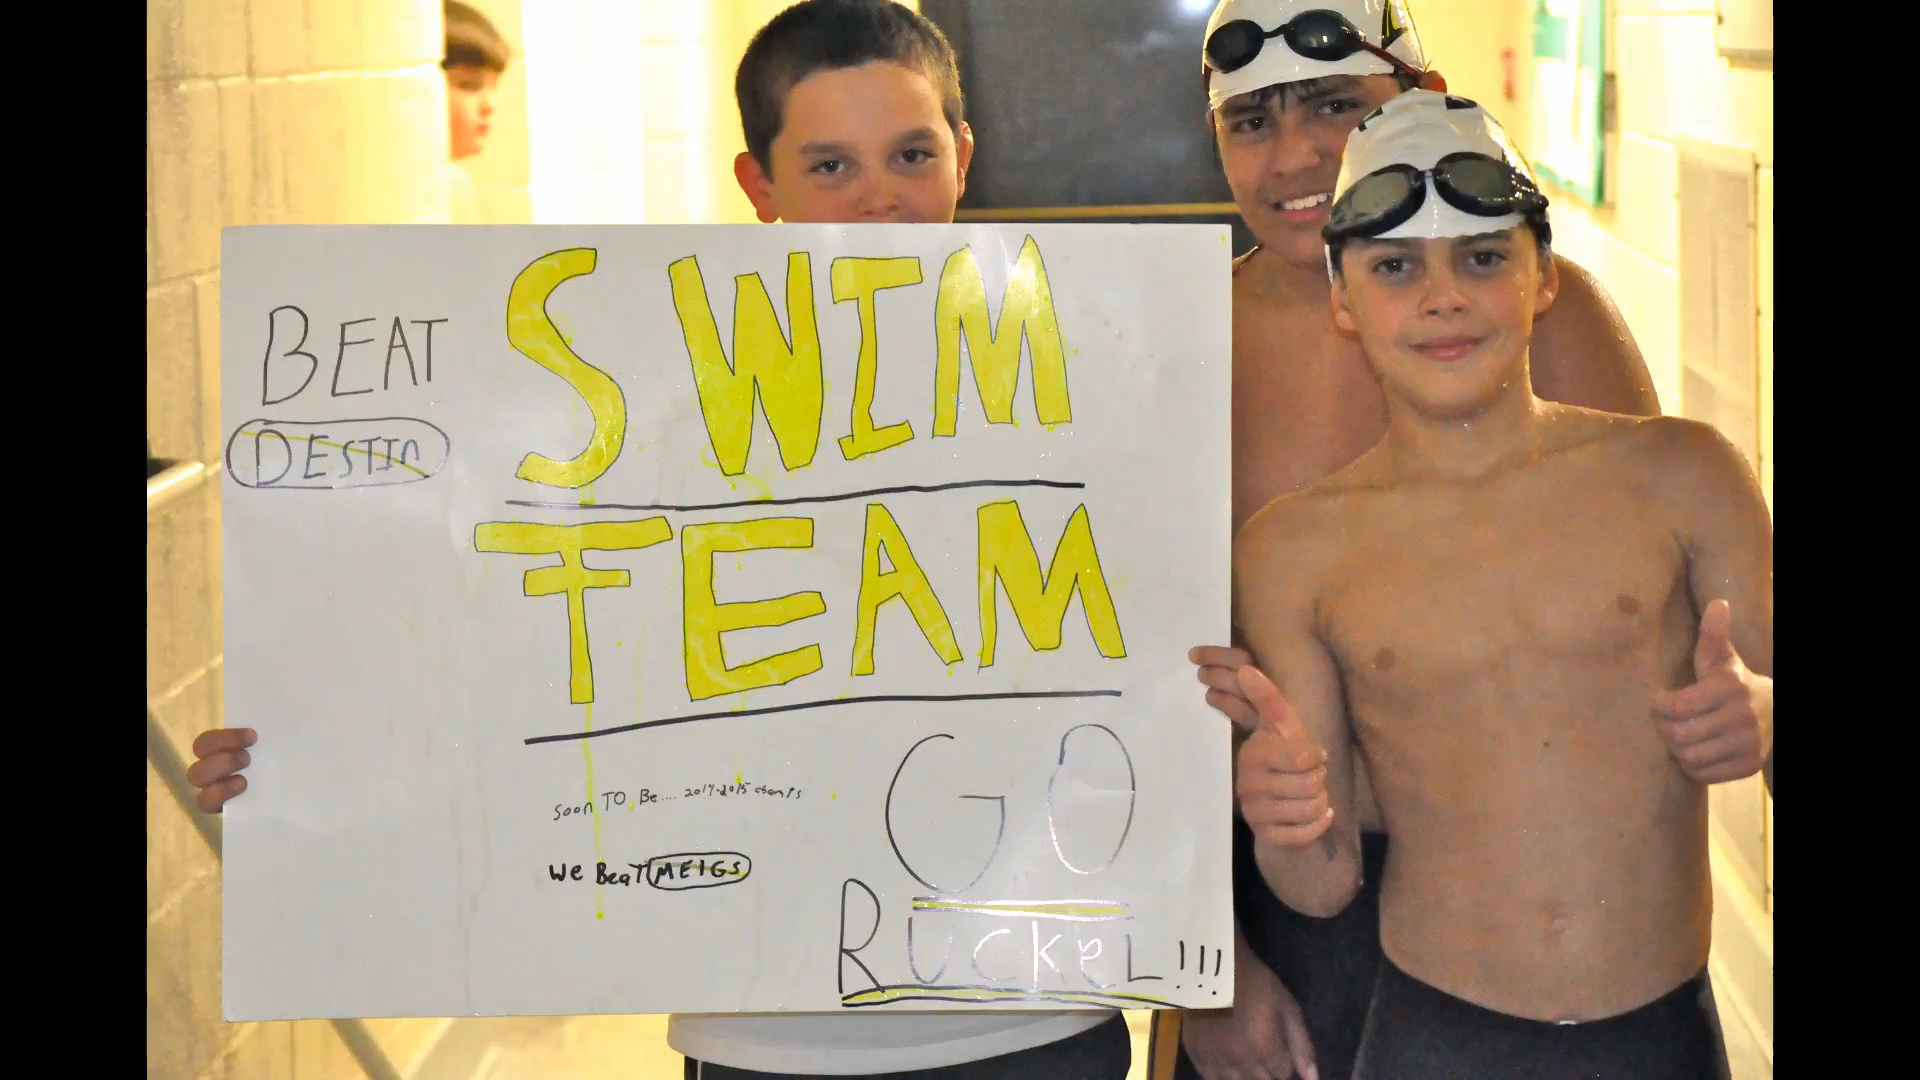 BEAT
DESTIN
SWIM
TEAM
Soon TO Be.... 2014-2015 champs
We BeaT MEIGS
GO
RUCKEL!!!